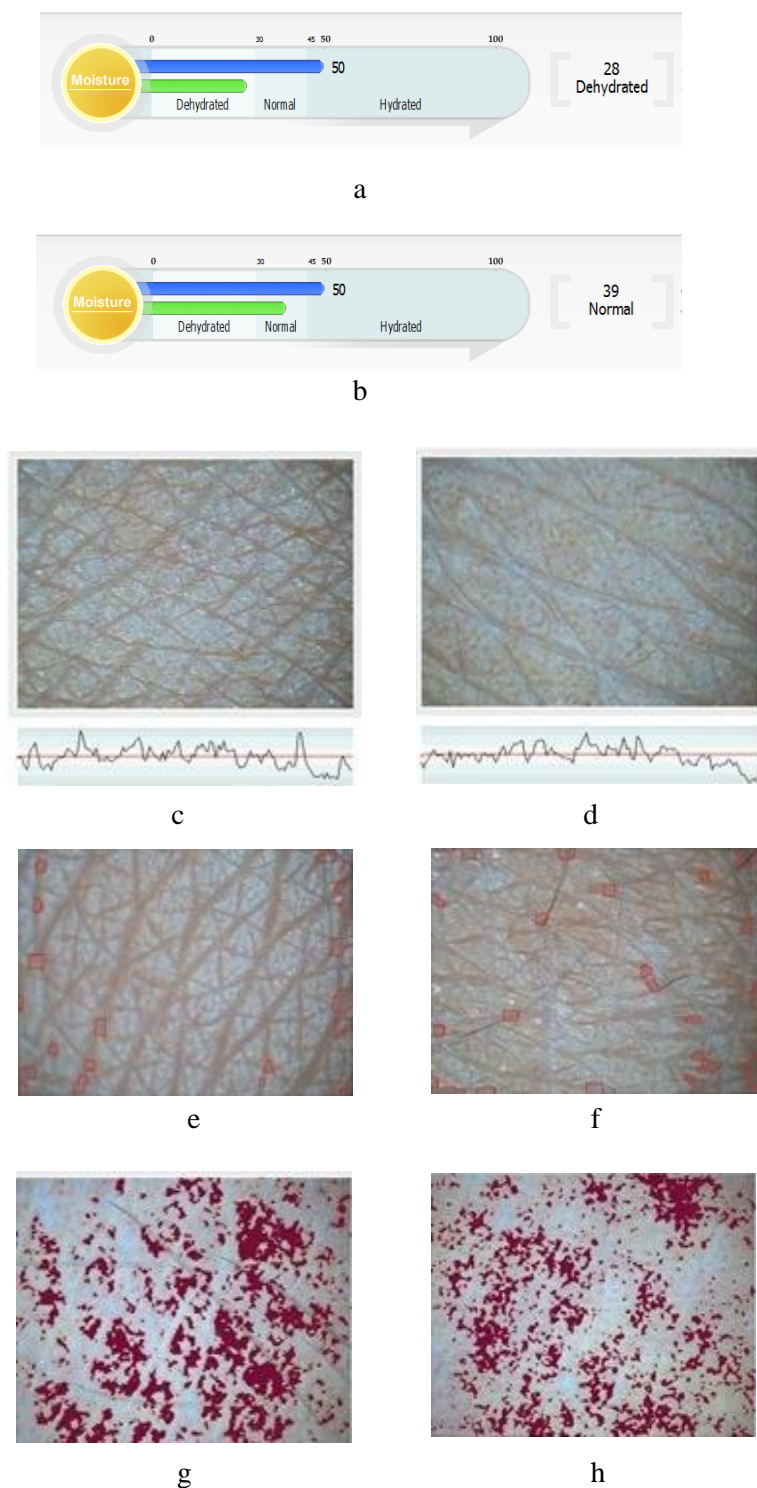 0 30 45 50 100
Moisture 50 28
Dehydrated
Dehydrated Normal Hydrated
a
0 30 45 50 100
Moisture 50 39
Normal
Dehydrated Normal Hydrated
b
c d
e f
g h